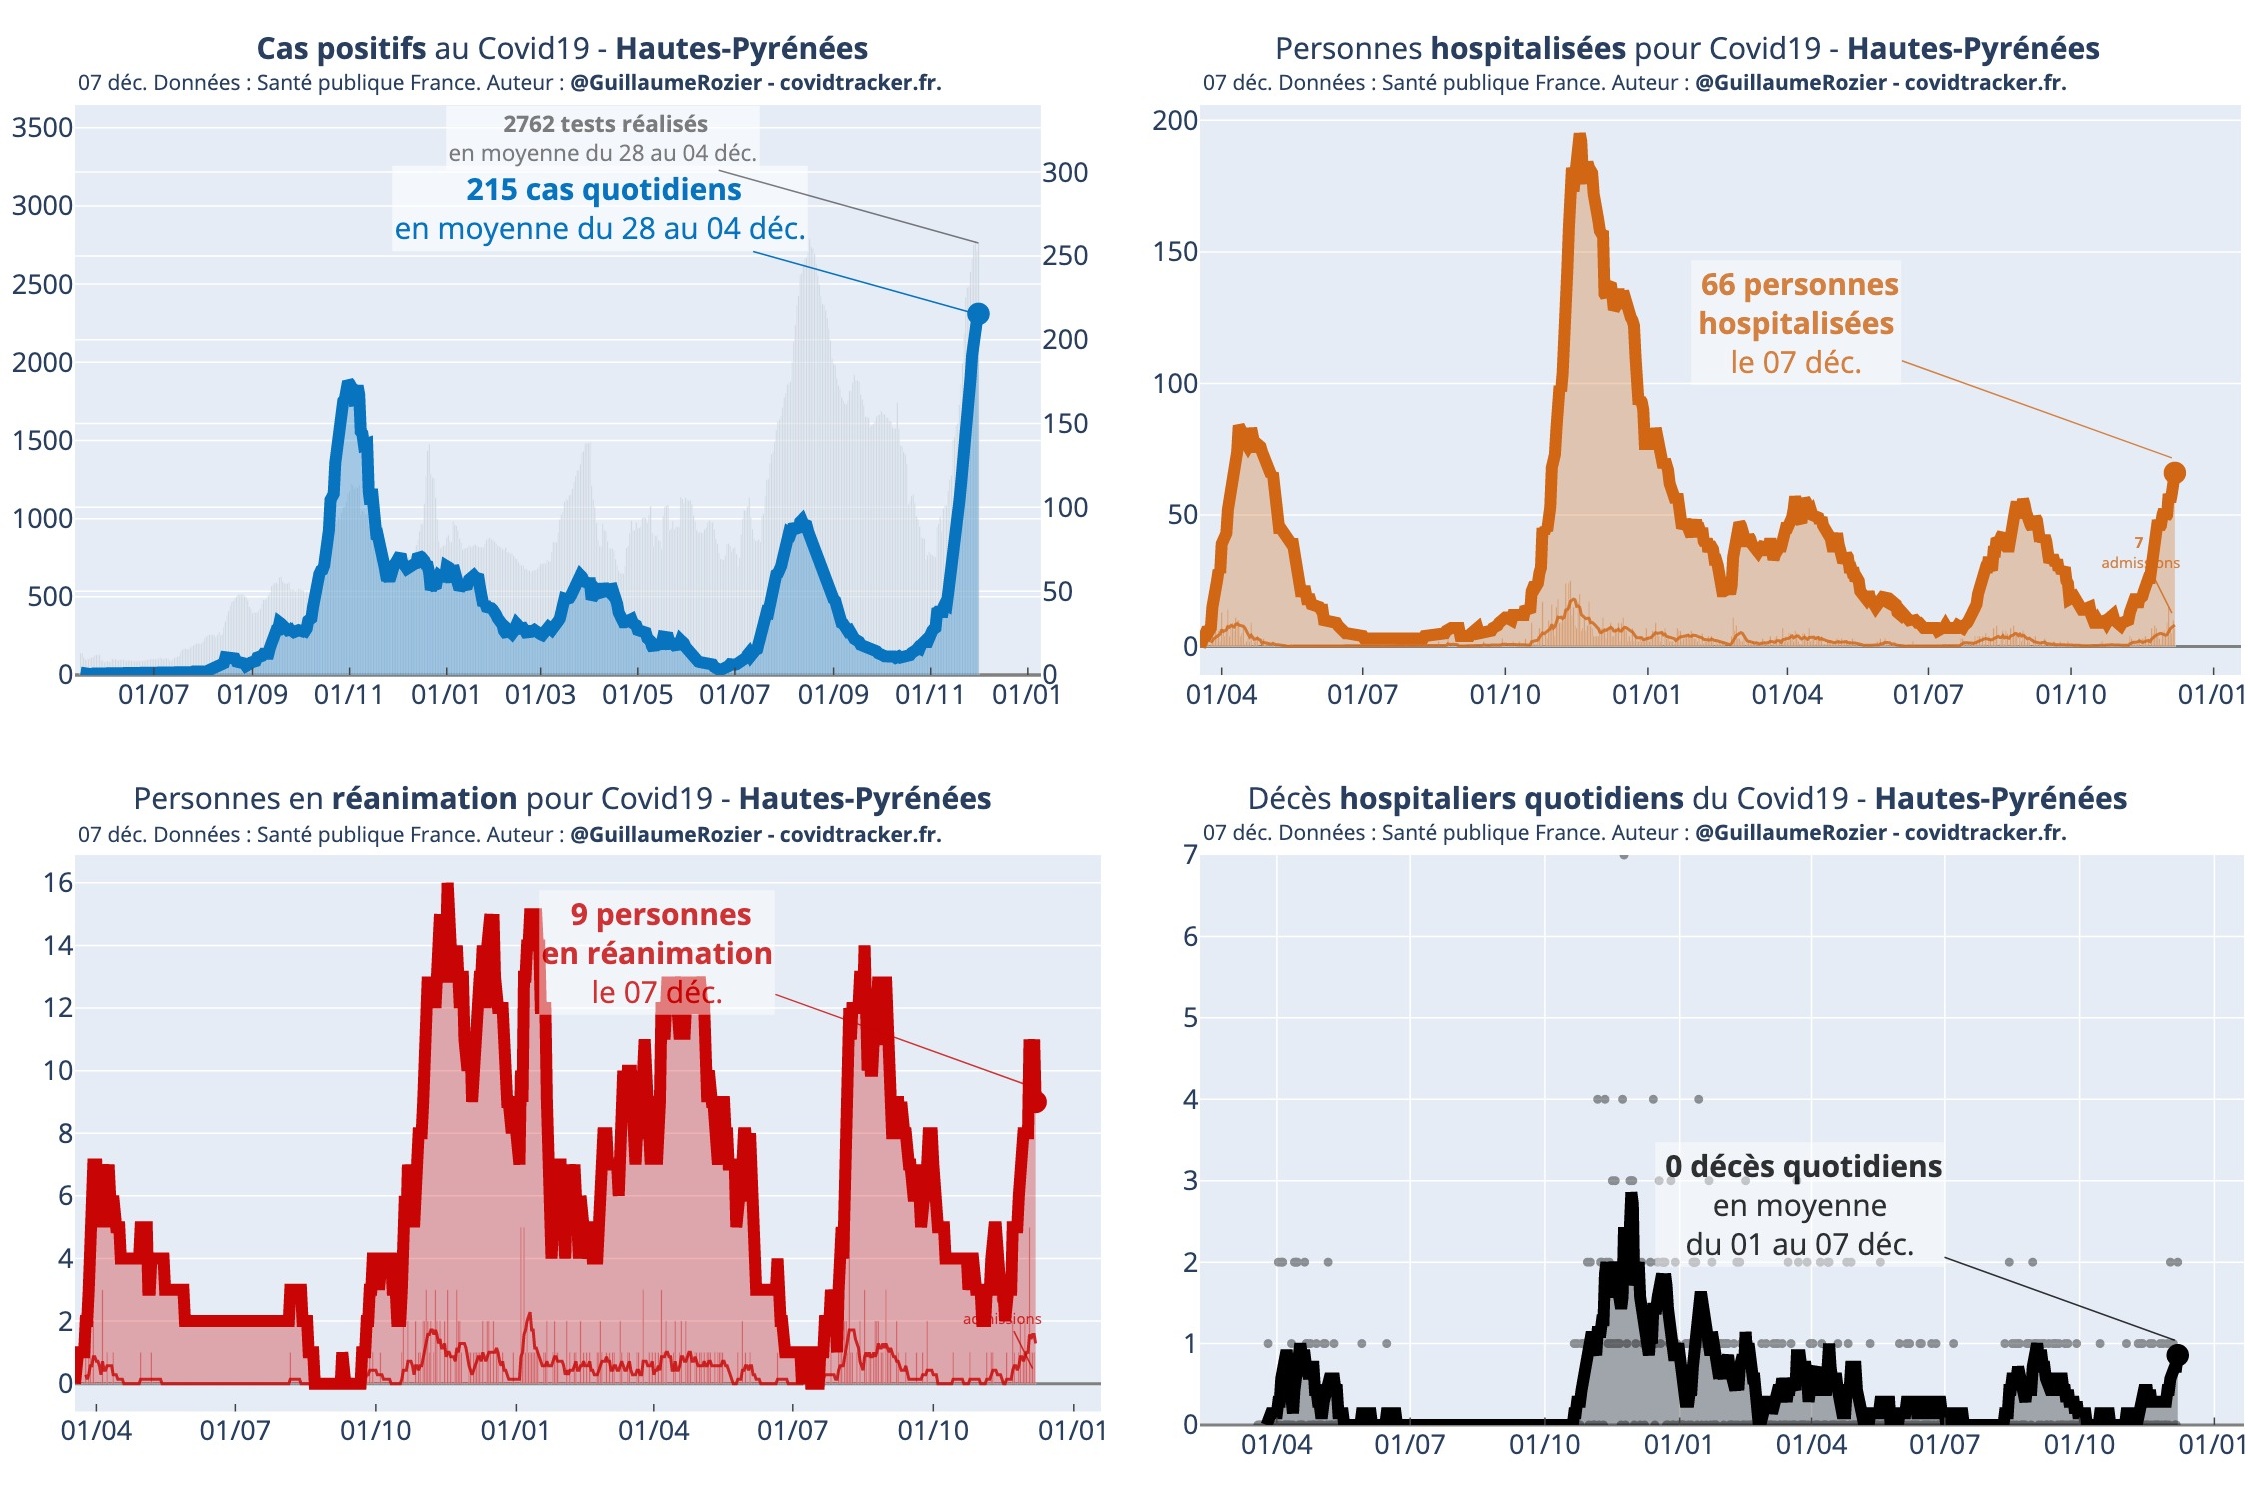 Cas positifs au Covid19 - Hautes-Pyrénées
07 déc. Données : Santé publique France. Auteur : @GuillaumeRozier - covidtracker.fr.
2762 tests réalisés
en moyenne du 28 au 04 déc.
215 cas quotidiens
en moyenne du 28 au 04 déc.
3500
3000
2500
2000
1500
1000
500
0
300
250
200
150
100
50
0
01/07 01/09 01/11 01/01 01/03 01/05 01/07 01/09 01/11 01/01
Personnes hospitalisées pour Covid19 - Hautes-Pyrénées
07 déc. Données : Santé publique France. Auteur : @GuillaumeRozier - covidtracker.fr.
200
150
100
50
0
66 personnes
hospitalisées
le 07 déc.
7
admissions
01/04 01/07 01/10 01/01 01/04 01/07 01/10 01/01
Personnes en réanimation pour Covid19 - Hautes-Pyrénées
07 déc. Données : Santé publique France. Auteur : @GuillaumeRozier - covidtracker.fr.
16
14
12
10
8
6
4
2
0
9 personnes
en réanimation
le 07 déc.
admissions
01/04 01/07 01/10 01/01 01/04 01/07 01/10 01/01
Décès hospitaliers quotidiens du Covid19 - Hautes-Pyrénées
07 déc. Données : Santé publique France. Auteur : @GuillaumeRozier - covidtracker.fr.
7
6
5
4
3
2
1
0
0 décès quotidiens
en moyenne
du 01 au 07 déc.
01/04 01/07 01/10 01/01 01/04 01/07 01/10 01/01